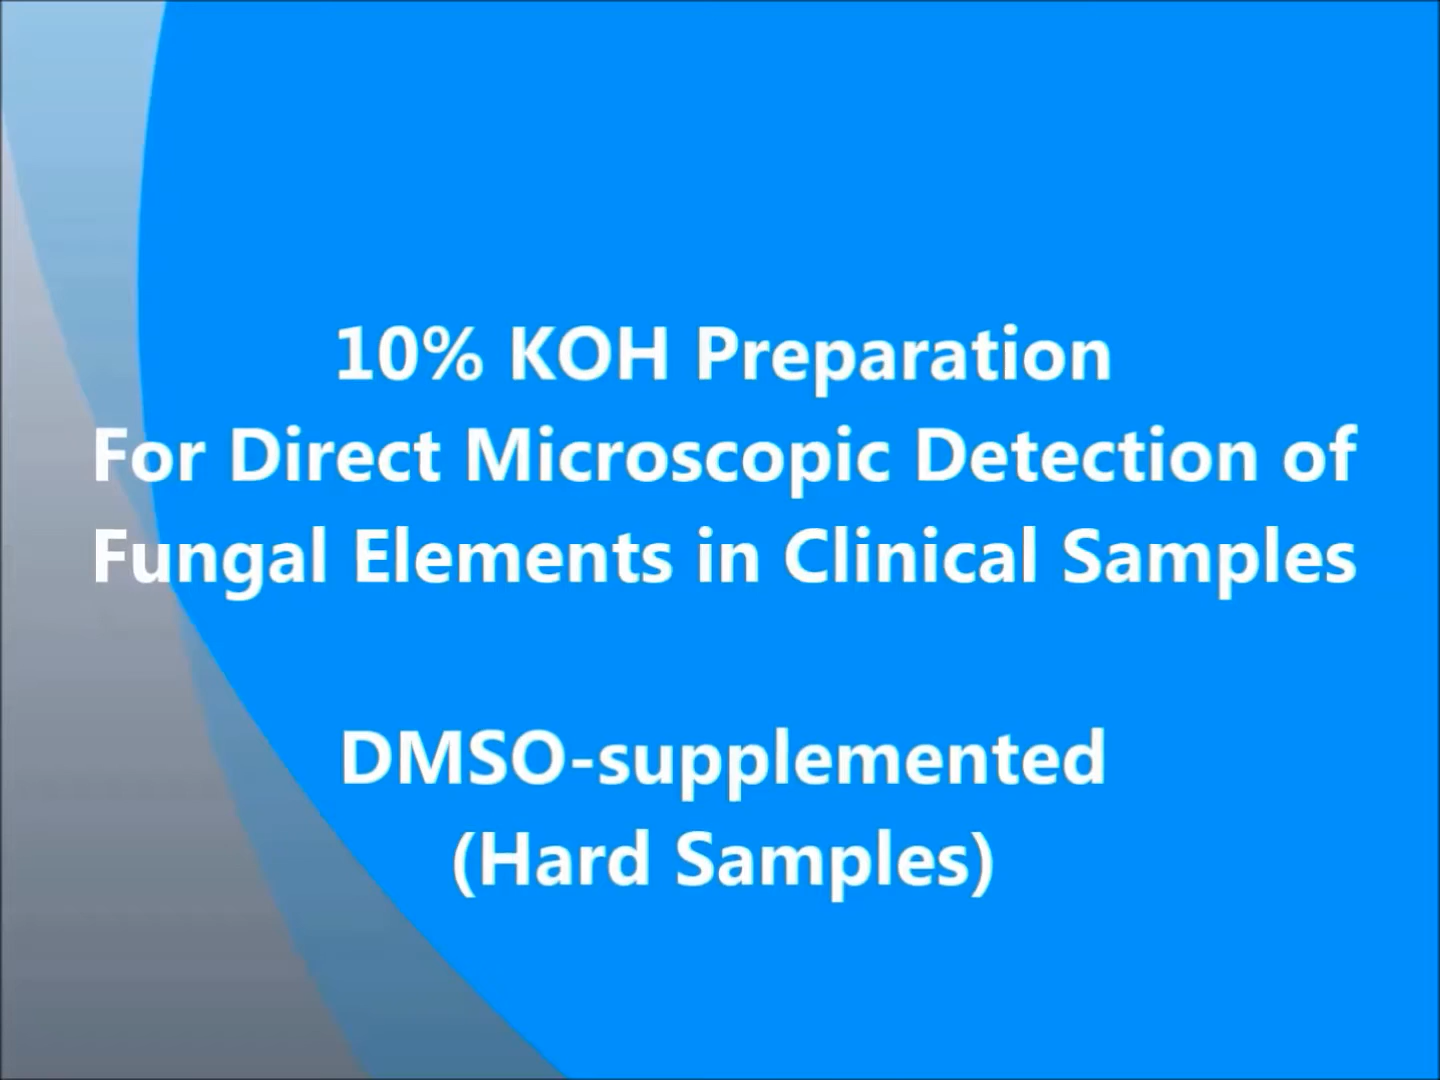 10% KOH Preparation
For Direct Microscopic Detection of
Fungal Elements in Clinical Samples
DMSO-supplemented
(Hard Samples)